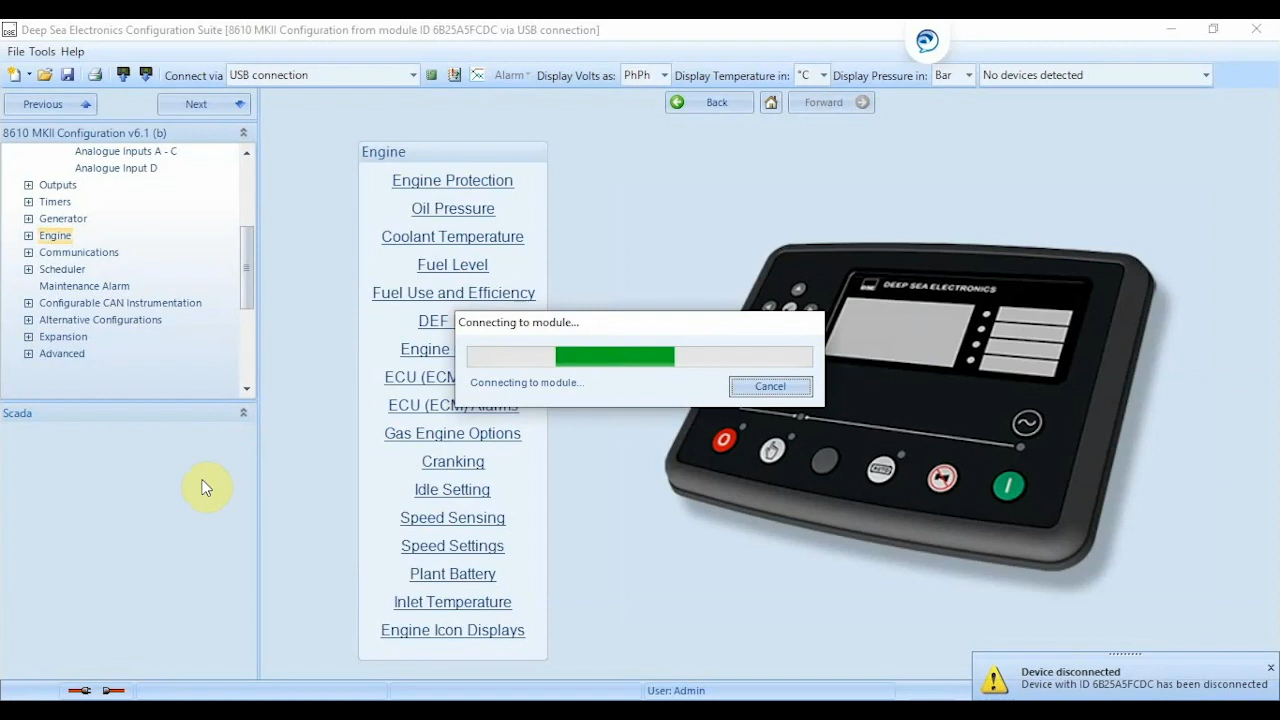 Deep Sea Electronics Configuration Suite [8610 MKII Configuration from module ID 6B25A5FCDC via USB connection]
File Tools Help
Connect via USB connection Alarm Display Volts as: PhPh Display Temperature in: °C Display Pressure in: Bar No devices detected
Previous Next
Back Forward
8610 MKII Configuration v6.1 (b)
Analogue Inputs A - C
Analogue Input D
Outputs
Timers
Generator
Engine
Communications
Scheduler
Maintenance Alarm
Configurable CAN Instrumentation
Alternative Configurations
Expansion
Advanced
Scada
Engine
Engine Protection
Oil Pressure
Coolant Temperature
Fuel Level
Fuel Use and Efficiency
DEF
Engine
ECU (ECM
ECU (ECM) Alarms
Gas Engine Options
Cranking
Idle Setting
Speed Sensing
Speed Settings
Plant Battery
Inlet Temperature
Engine Icon Displays
Connecting to module...
Connecting to module...
Cancel
DEEP SEA ELECTRONICS
AUTO
User: Admin
Device disconnected
Device with ID 6B25A5FCDC has been disconnected